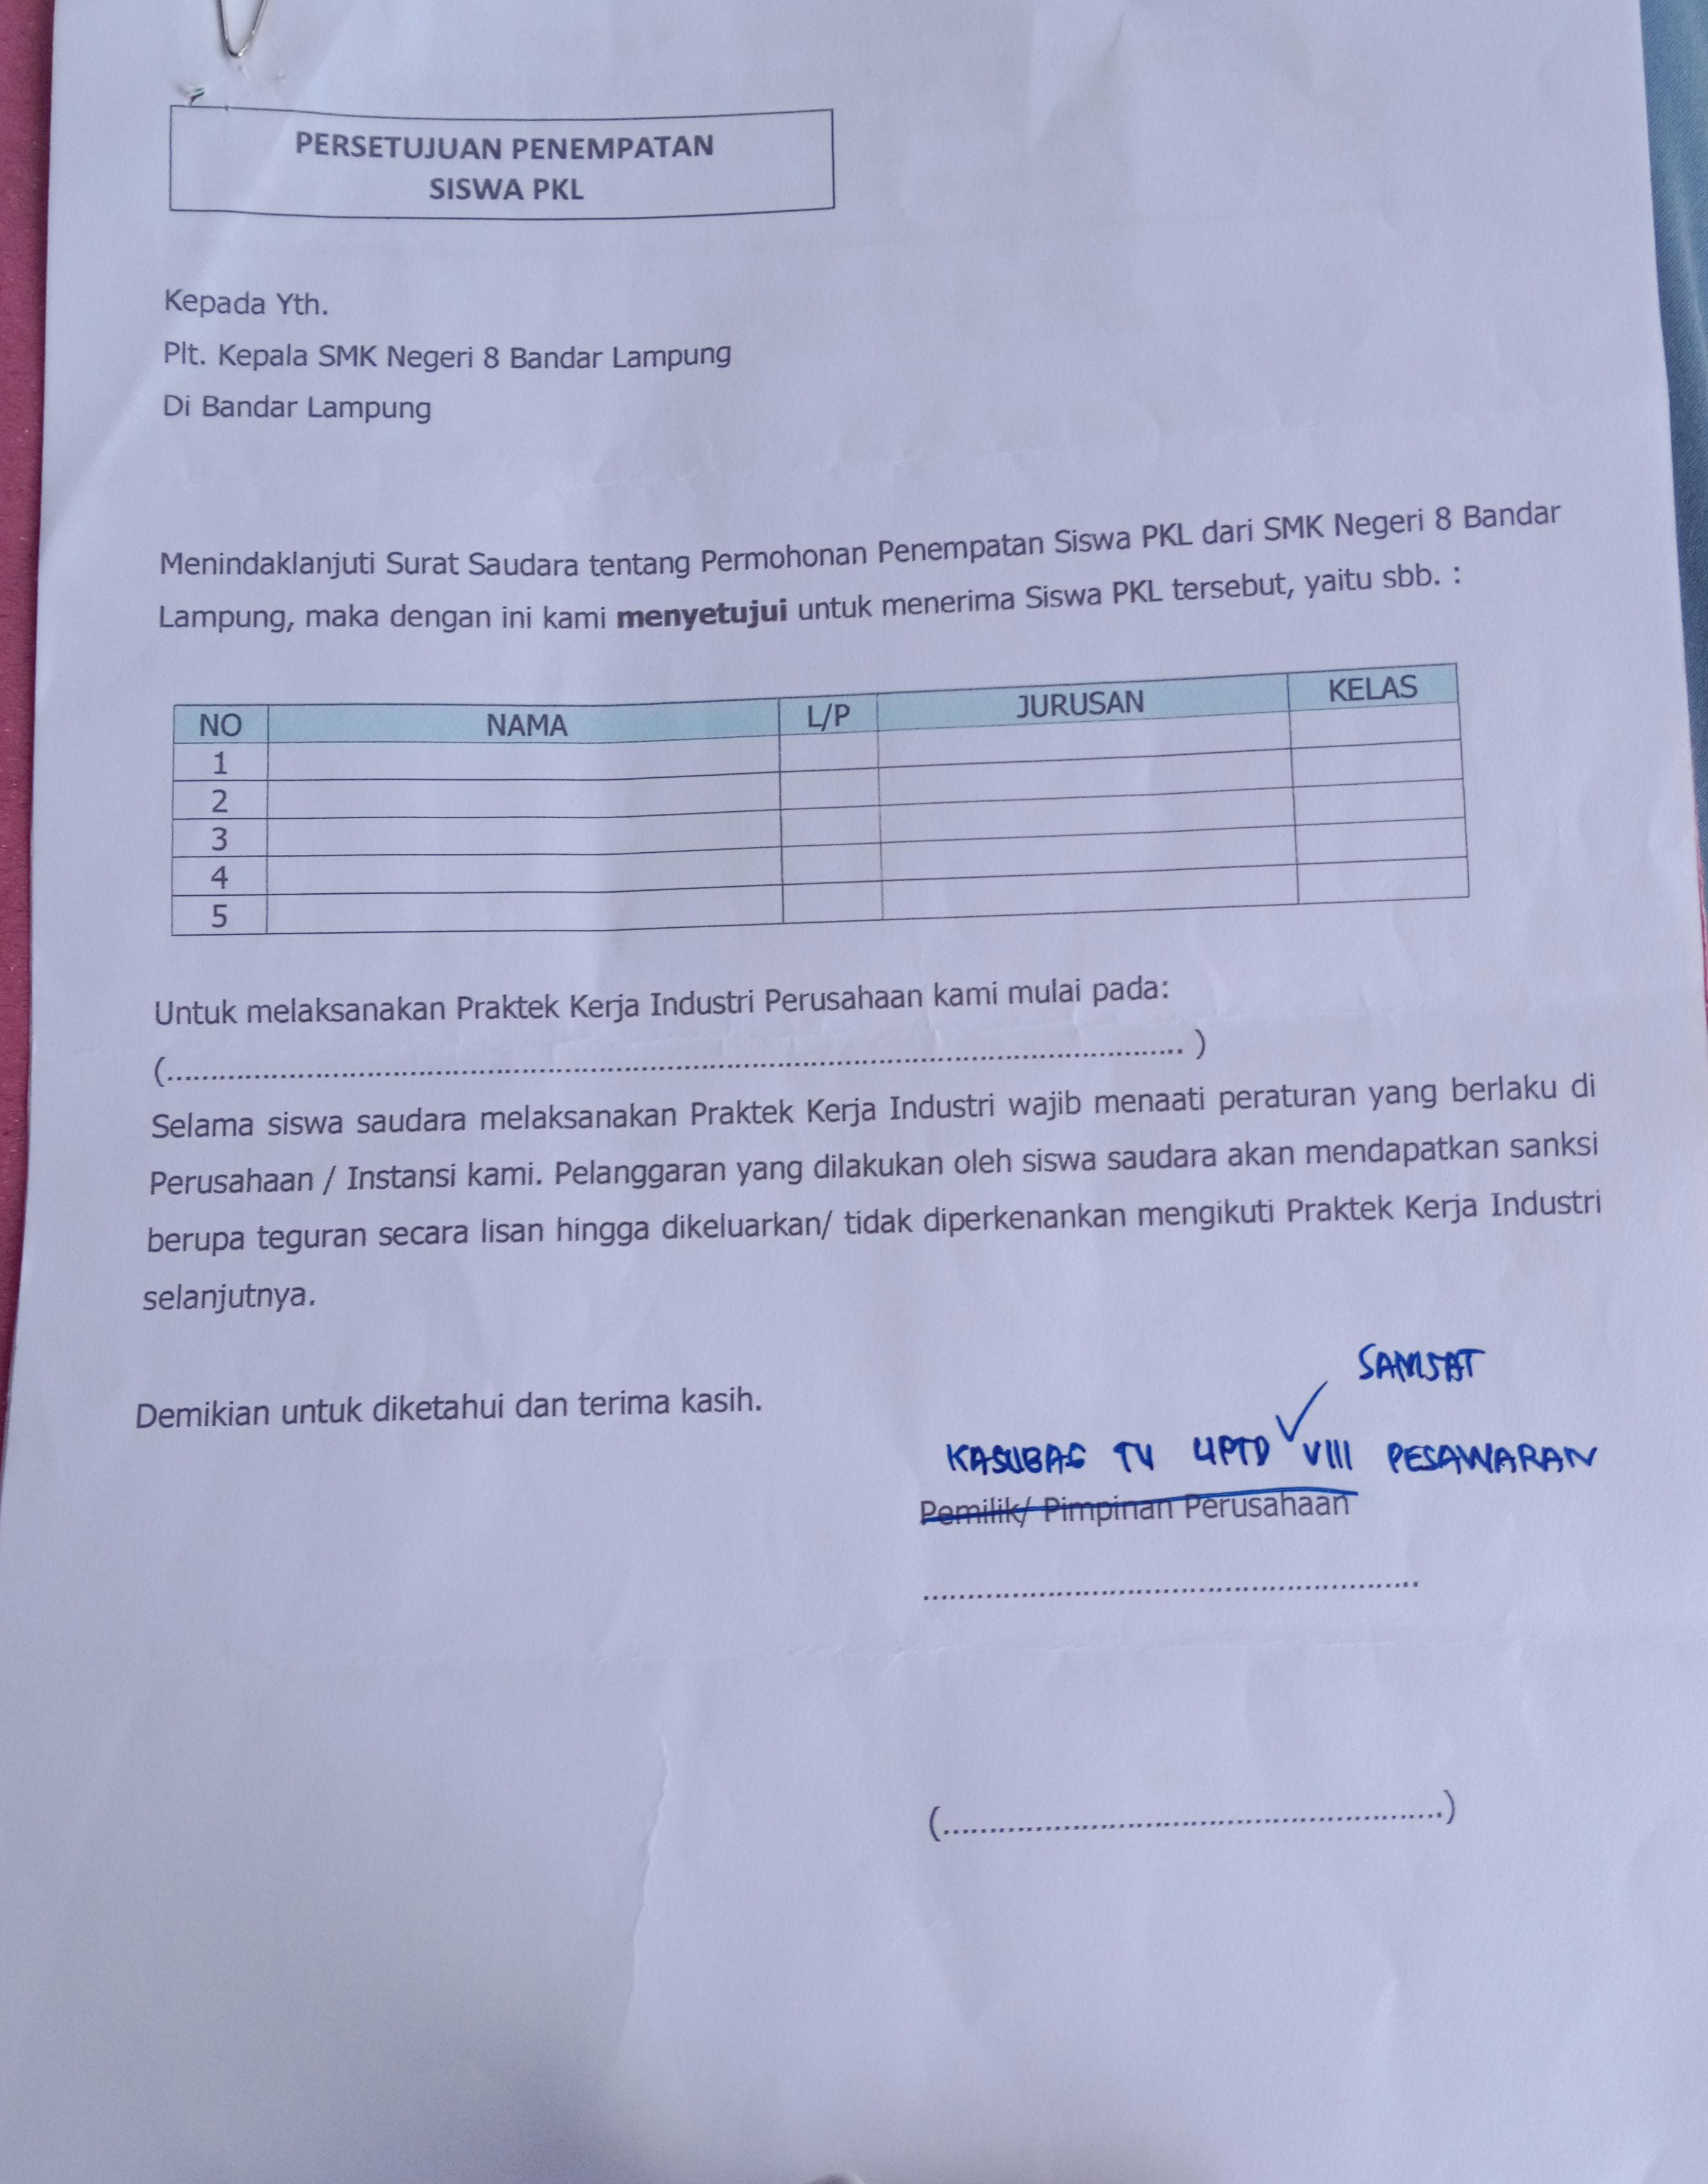 PERSETUJUAN PENEMPATAN
SISWA PKL
Kepada Yth.
Plt. Kepala SMK Negeri 8 Bandar Lampung
Di Bandar Lampung
Menindaklanjuti Surat Saudara tentang Permohonan Penempatan Siswa PKL dari SMK Negeri 8 Bandar
Lampung, maka dengan ini kami menyetujui untuk menerima Siswa PKL tersebut, yaitu sbb. :
NO NAMA L/P JURUSAN KELAS
1
2
3
4
5
Untuk melaksanakan Praktek Kerja Industri Perusahaan kami mulai pada:
(.................................................................................................................... )
Selama siswa saudara melaksanakan Praktek Kerja Industri wajib menaati peraturan yang berlaku di
Perusahaan / Instansi kami. Pelanggaran yang dilakukan oleh siswa saudara akan mendapatkan sanksi
berupa teguran secara lisan hingga dikeluarkan/ tidak diperkenankan mengikuti Praktek Kerja Industri
selanjutnya.
Demikian untuk diketahui dan terima kasih.
SAMSAT
KASUBAG TU UPTD VIII PESAWARAN
Pemilik/ Pimpinan Perusahaan
.........................................................
(.........................................................)